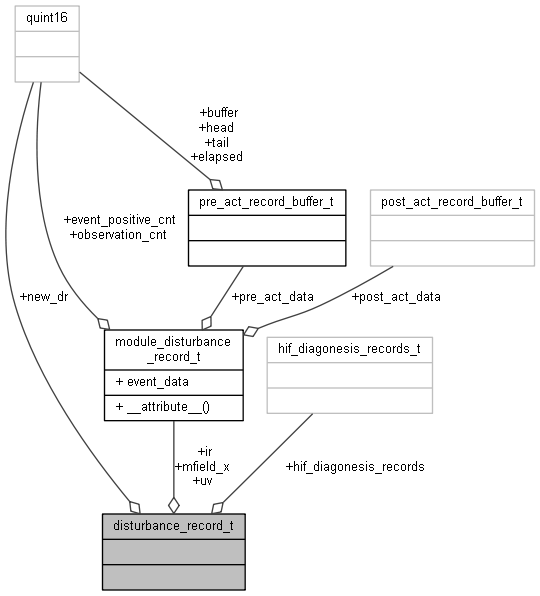 quint16
+buffer
+head
+tail
+elapsed
pre_act_record_buffer_t
post_act_record_buffer_t
+event_positive_cnt
+observation_cnt
+new_dr
+pre_act_data
+post_act_data
module_disturbance
_record_t
+ event_data
+ __attribute__()
hif_diagonesis_records_t
+ir
+mfield_x
+uv
+hif_diagonesis_records
disturbance_record_t